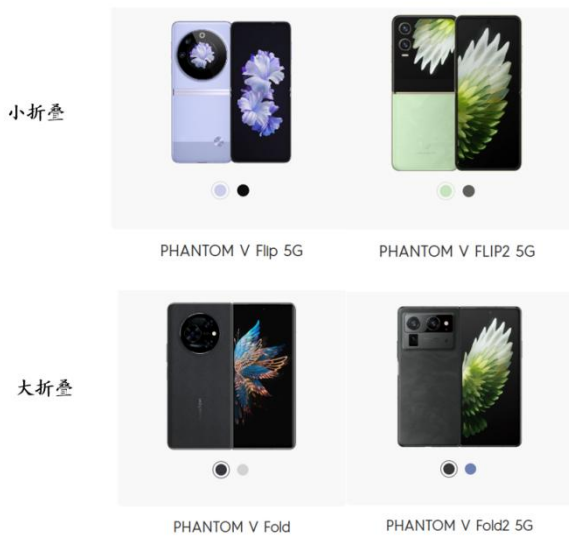 小折叠
PHANTOM V Flip 5G
PHANTOM V FLIP2 5G
大折叠
PHANTOM V Fold
PHANTOM V Fold2 5G